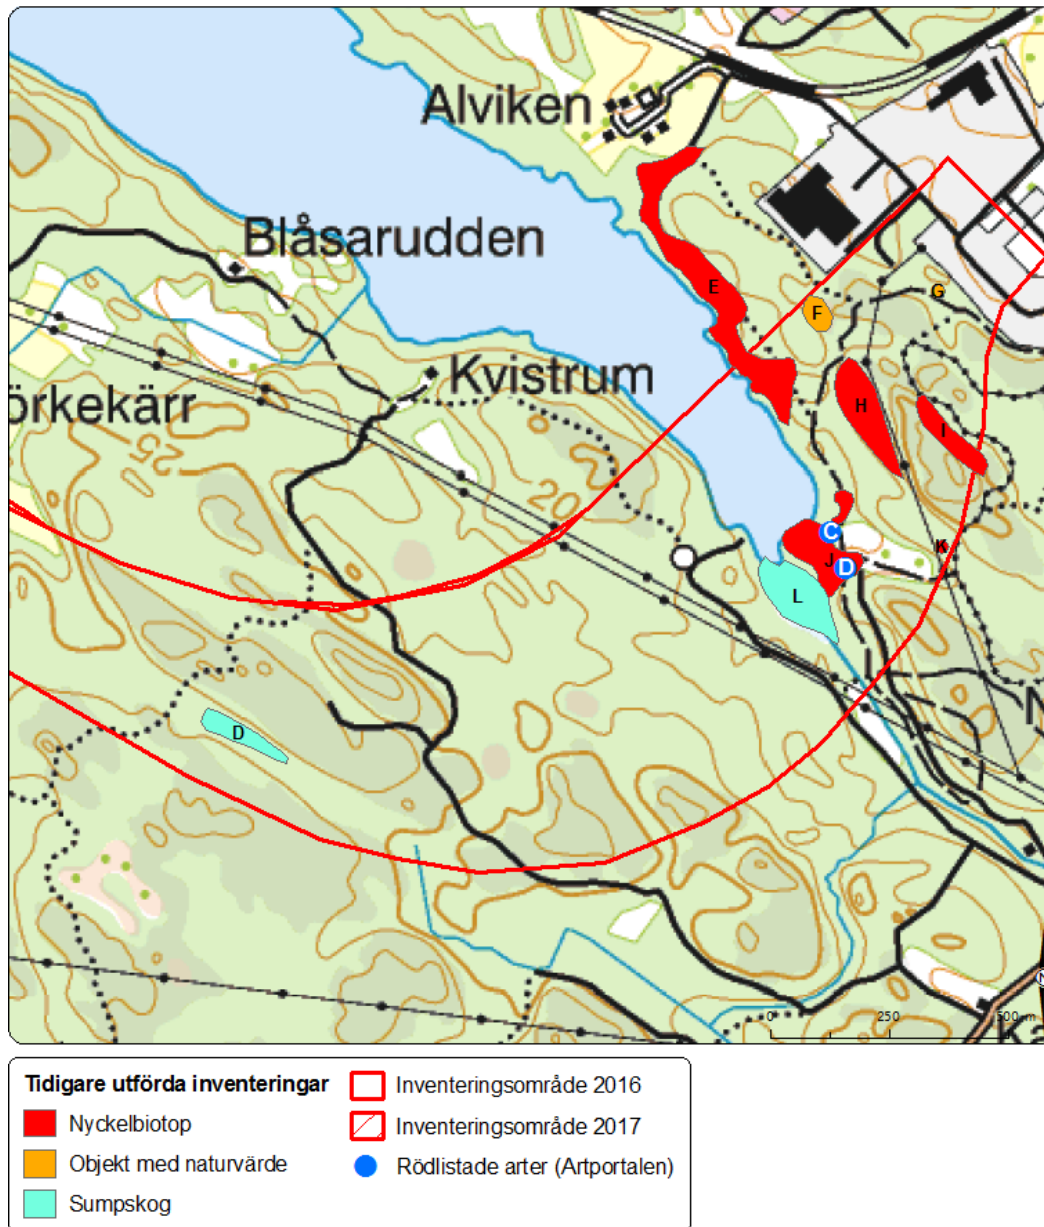 Alviken
Blåsarudden
E
G
F
Kvistrum
örkekärr
H
I
25
20
C
K
J
D
L
N
D
0 250 500 m
Tidigare utförda inventeringar
Nyckelbiotop
Objekt med naturvärde
Sumpskog
Inventeringsområde 2016
Inventeringsområde 2017
Rödlistade arter (Artportalen)